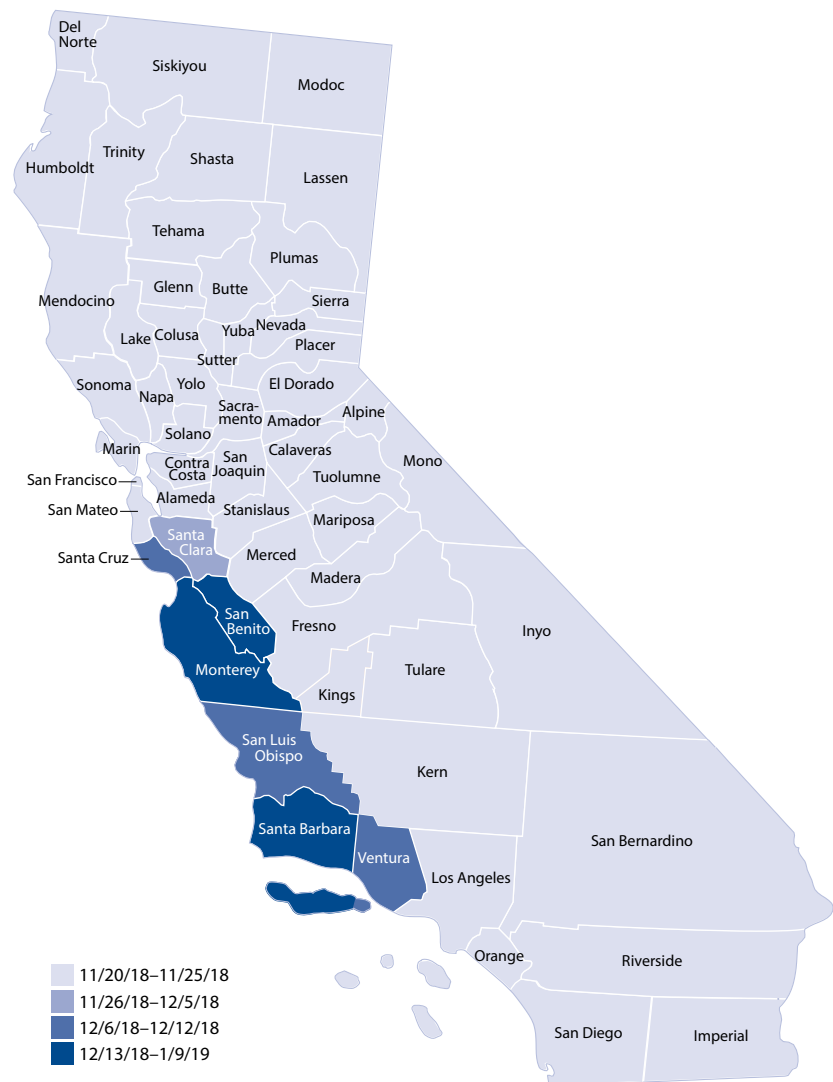 Del
Norte
Siskiyou
Modoc
Humboldt
Trinity
Shasta
Lassen
Tehama
Plumas
Mendocino
Glenn
Butte
Sierra
Lake
Colusa
Yuba
Nevada
Sutter
Placer
Sonoma
Napa
Yolo
El Dorado
Sacra-
mento
Amador
Alpine
Solano
Marin
Contra
Costa
San
Joaquin
Calaveras
Mono
San Francisco
Tuolumne
San Mateo
Alameda
Stanislaus
Mariposa
Santa
Clara
Santa Cruz
Merced
Madera
San
Benito
Fresno
Inyo
Monterey
Kings
Tulare
San Luis
Obispo
Kern
Santa Barbara
Ventura
San Bernardino
Los Angeles
Orange
Riverside
San Diego
Imperial
11/20/18–11/25/18
11/26/18–12/5/18
12/6/18–12/12/18
12/13/18–1/9/19